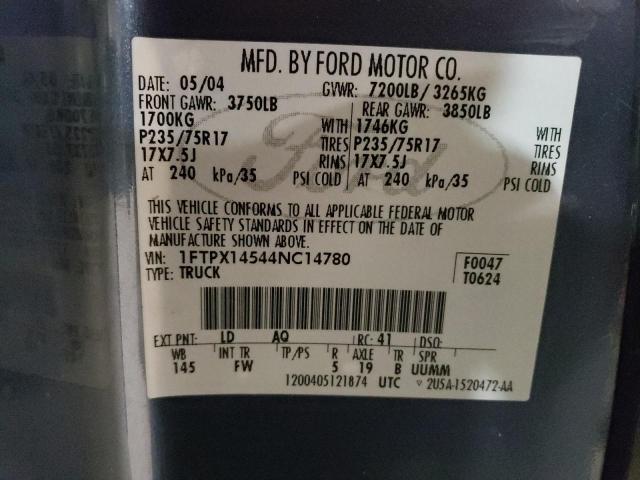 MFD. BY FORD MOTOR CO.
DATE: 05/04 GVWR: 7200LB/ 3265KG
FRONT GAWR: 3750LB REAR GAWR: 3850LB
1700KG WITH 1746KG WITH
P235/75R17 TIRES P235/75R17 TIRES
17X7.5J RIMS 17X7.5J RIMS
AT 240 kPa/35 PSI COLD AT 240 kPa/35 PSI COLD
THIS VEHICLE CONFORMS TO ALL APPLICABLE FEDERAL MOTOR
VEHICLE SAFETY STANDARDS IN EFFECT ON THE DATE OF
MANUFACTURE SHOWN ABOVE.
VIN: 1FTPX14544NC14780 F0047
TYPE: TRUCK T0624
EXT PNT: LD AQ RC: 41 DSO:
WB INT TR TP/PS R AXLE TR SPR
145 FW 5 19 B UUMM
1200405121874 UTC 2U5A-1520472-AA
Ford